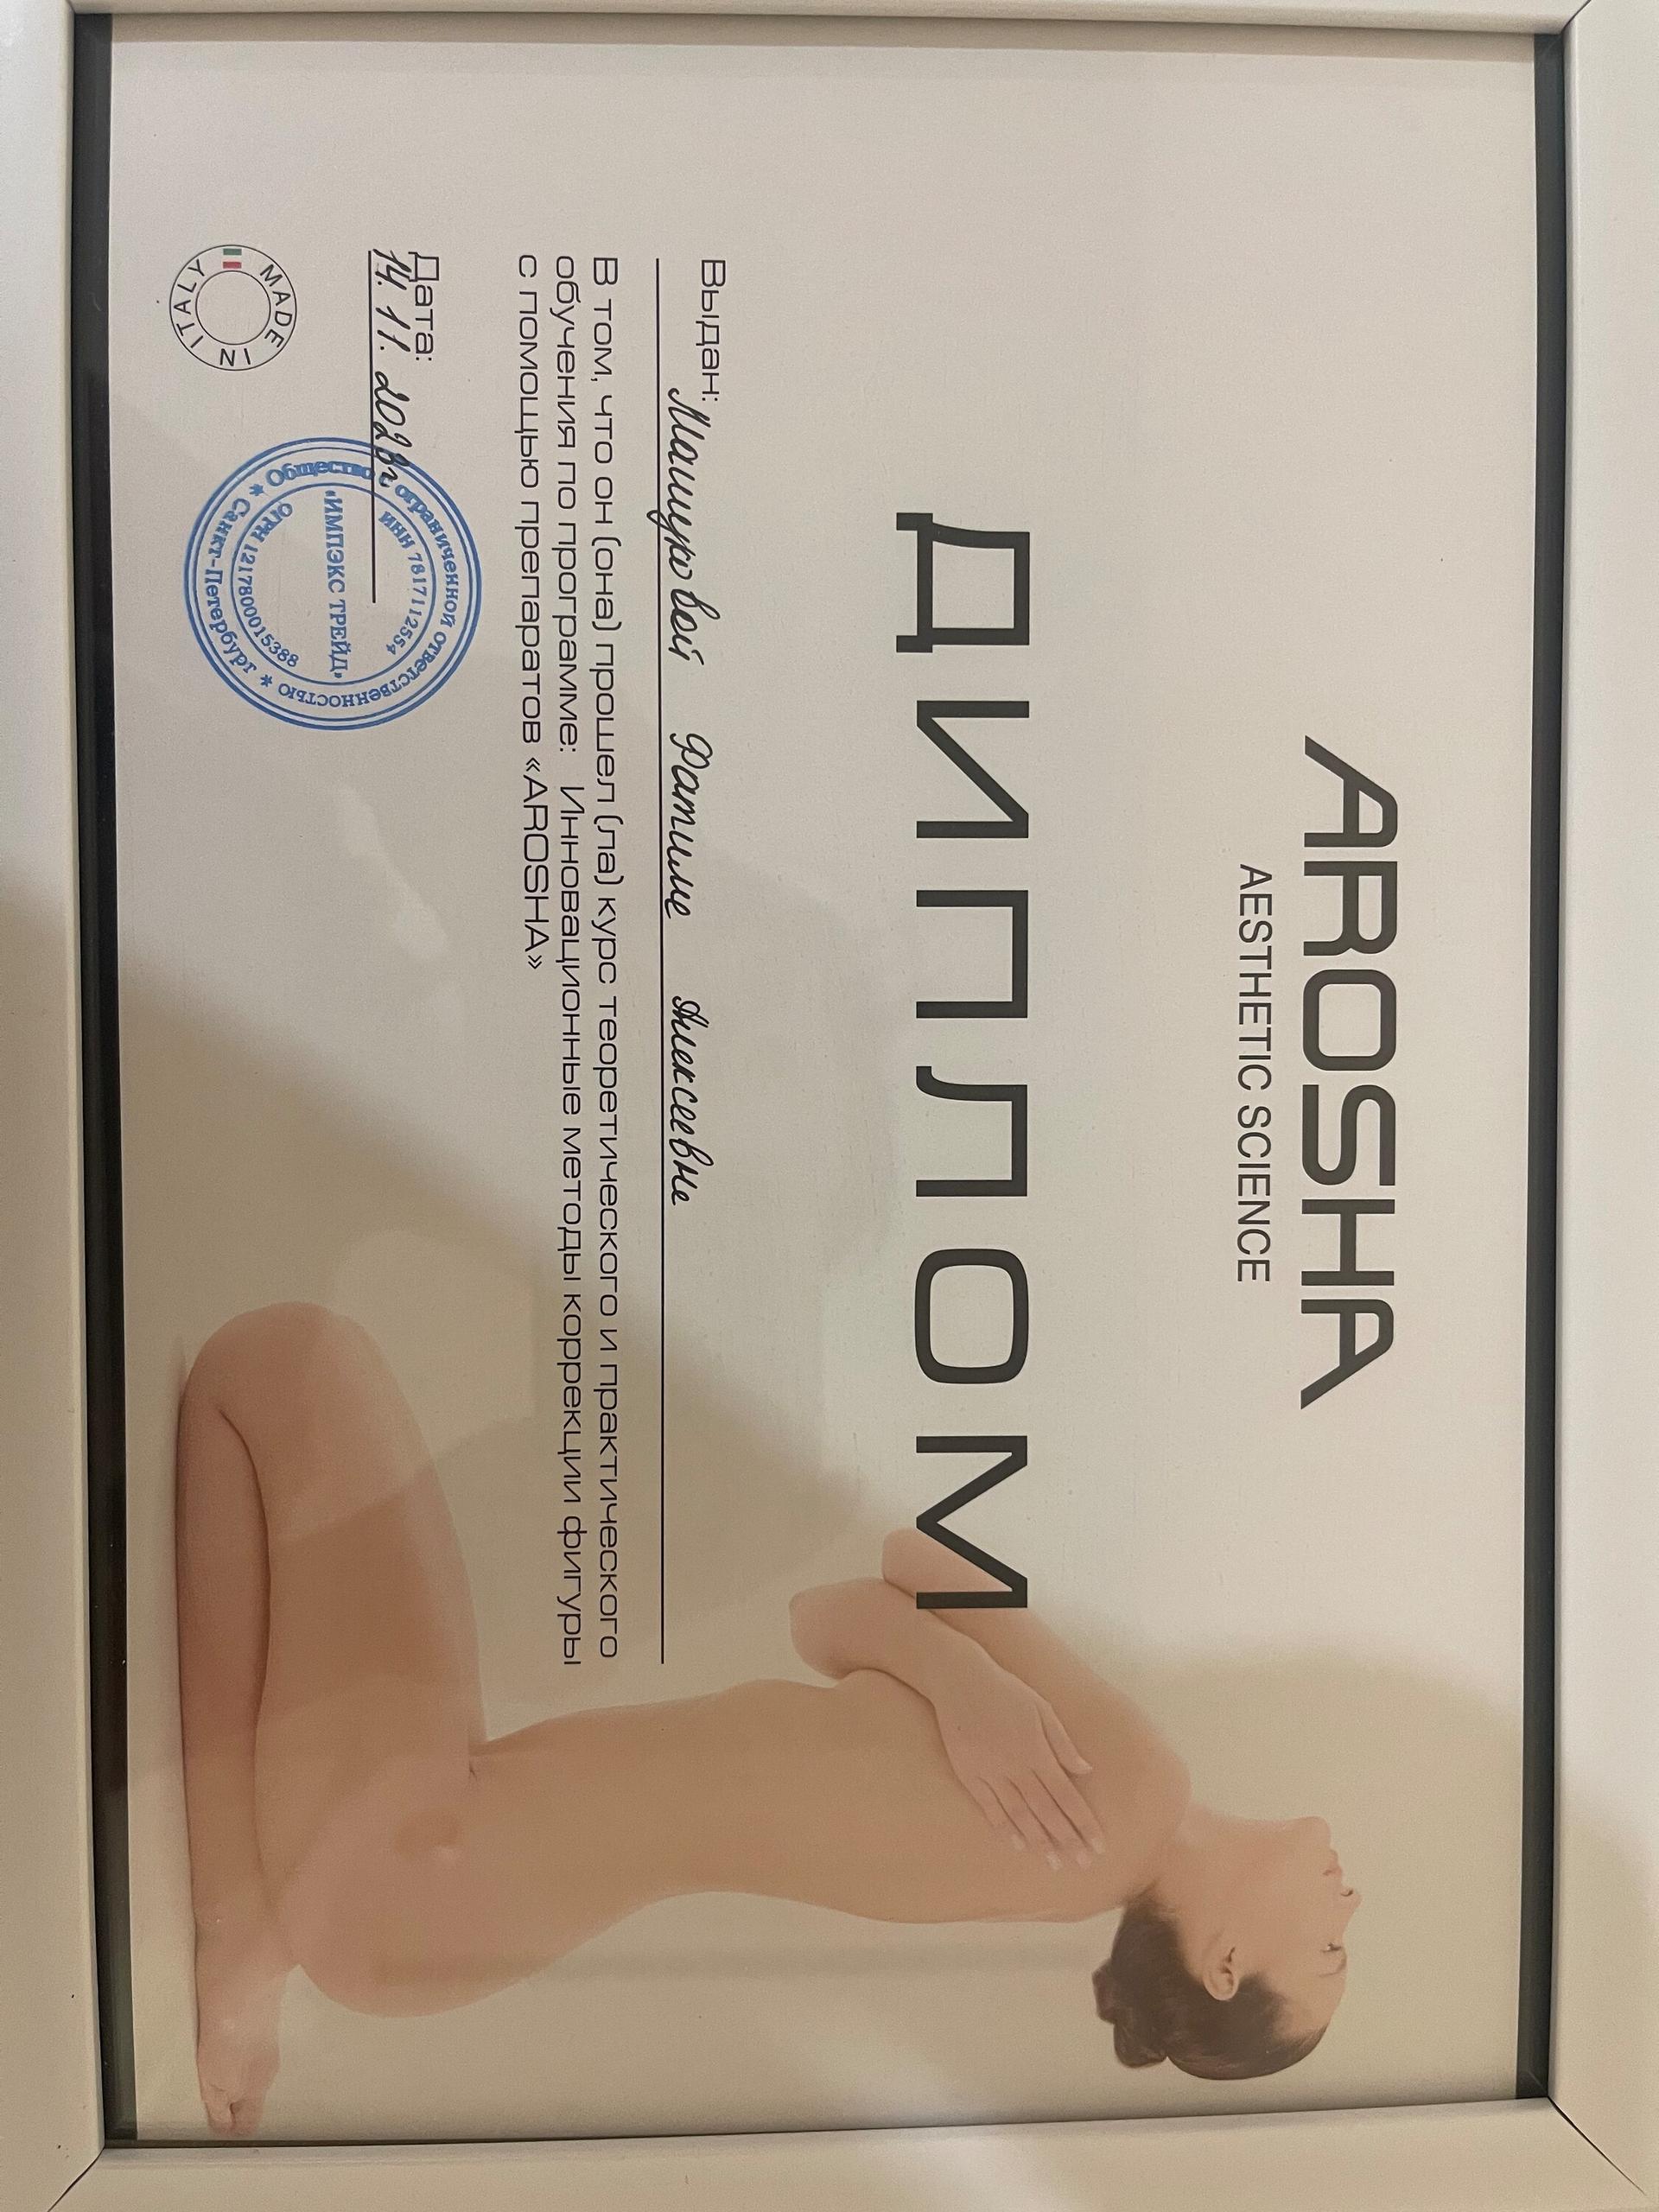 AROSHA
AESTHETIC SCIENCE
ДИПЛОМ
Выдан:
Машуковой Фатиме Алексеевне
В том, что он (она) прошел (ла) курс теоретического и практического
обучения по программе: Инновационные методы коррекции фигуры
с помощью препаратов «AROSHA»
Дата:
14.11.2023г
Общество с ограниченной ответственностью
ИНН 7817112554
"ИМПЭКС ТРЕЙД"
ОГРН 1217800015388
* Санкт-Петербург *
MADE IN ITALY